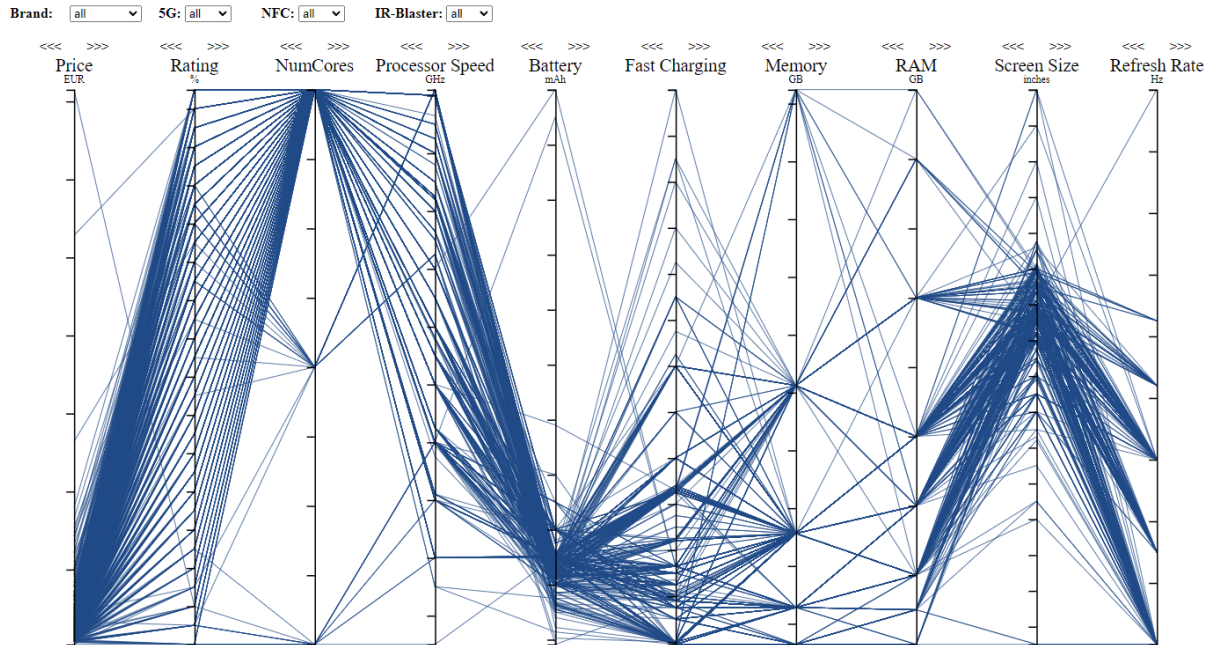 Brand: all 5G: all NFC: all IR-Blaster: all
<<< >>> <<< >>> <<< >>> <<< >>> <<< >>> <<< >>> <<< >>> <<< >>> <<< >>> <<< >>>
Price Rating NumCores Processor Speed Battery Fast Charging Memory RAM Screen Size Refresh Rate
EUR % GHz mAh GB GB inches Hz